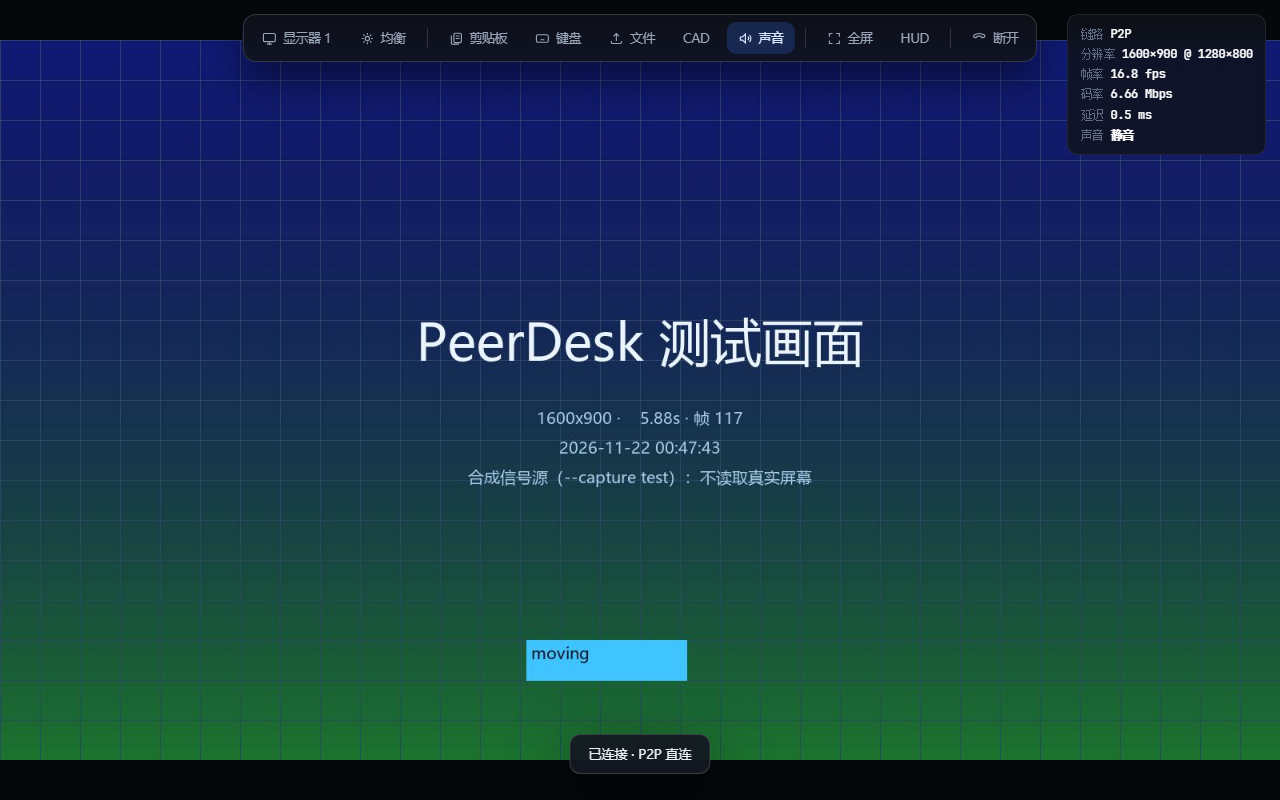 显示器 1 均衡 剪贴板 键盘 文件 CAD 声音 全屏 HUD 断开
链路 P2P
分辨率 1600×900 @ 1280×800
帧率 16.8 fps
码率 6.66 Mbps
延迟 0.5 ms
声音 静音
PeerDesk 测试画面
1600x900 · 5.88s · 帧 117
2026-11-22 00:47:43
合成信号源（--capture test）：不读取真实屏幕
moving
已连接 · P2P 直连